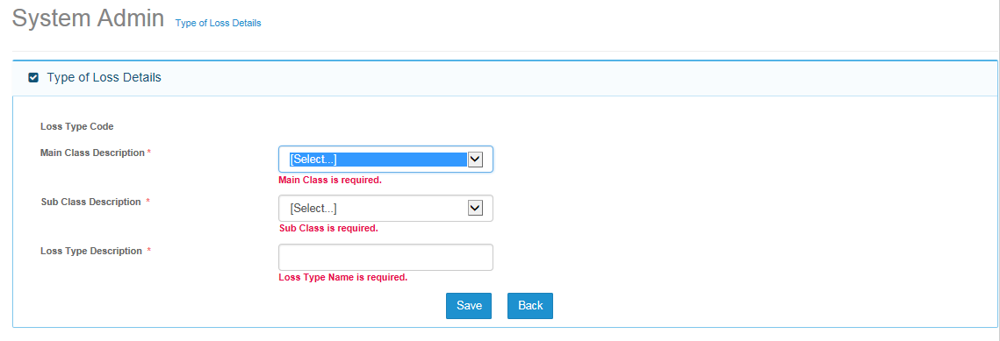 System Admin Type of Loss Details
Type of Loss Details
Loss Type Code
Main Class Description * [Select...]
Main Class is required.
Sub Class Description * [Select...]
Sub Class is required.
Loss Type Description *
Loss Type Name is required.
Save Back